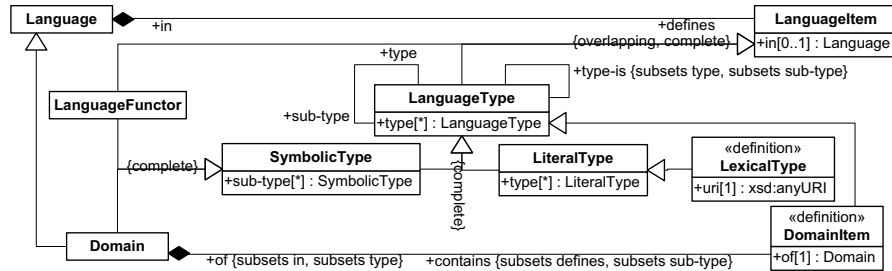 Language
+in
+defines
LanguageItem
+in[0..1] : Language
{overlapping, complete}
+type
+type-is {subsets type, subsets sub-type}
LanguageFunctor
LanguageType
+type[*] : LanguageType
+sub-type
{complete}
SymbolicType
+sub-type[*] : SymbolicType
{complete}
LiteralType
+type[*] : LiteralType
«definition»
LexicalType
+uri[1] : xsd:anyURI
Domain
+of {subsets in, subsets type}
+contains {subsets defines, subsets sub-type}
«definition»
DomainItem
+of[1] : Domain